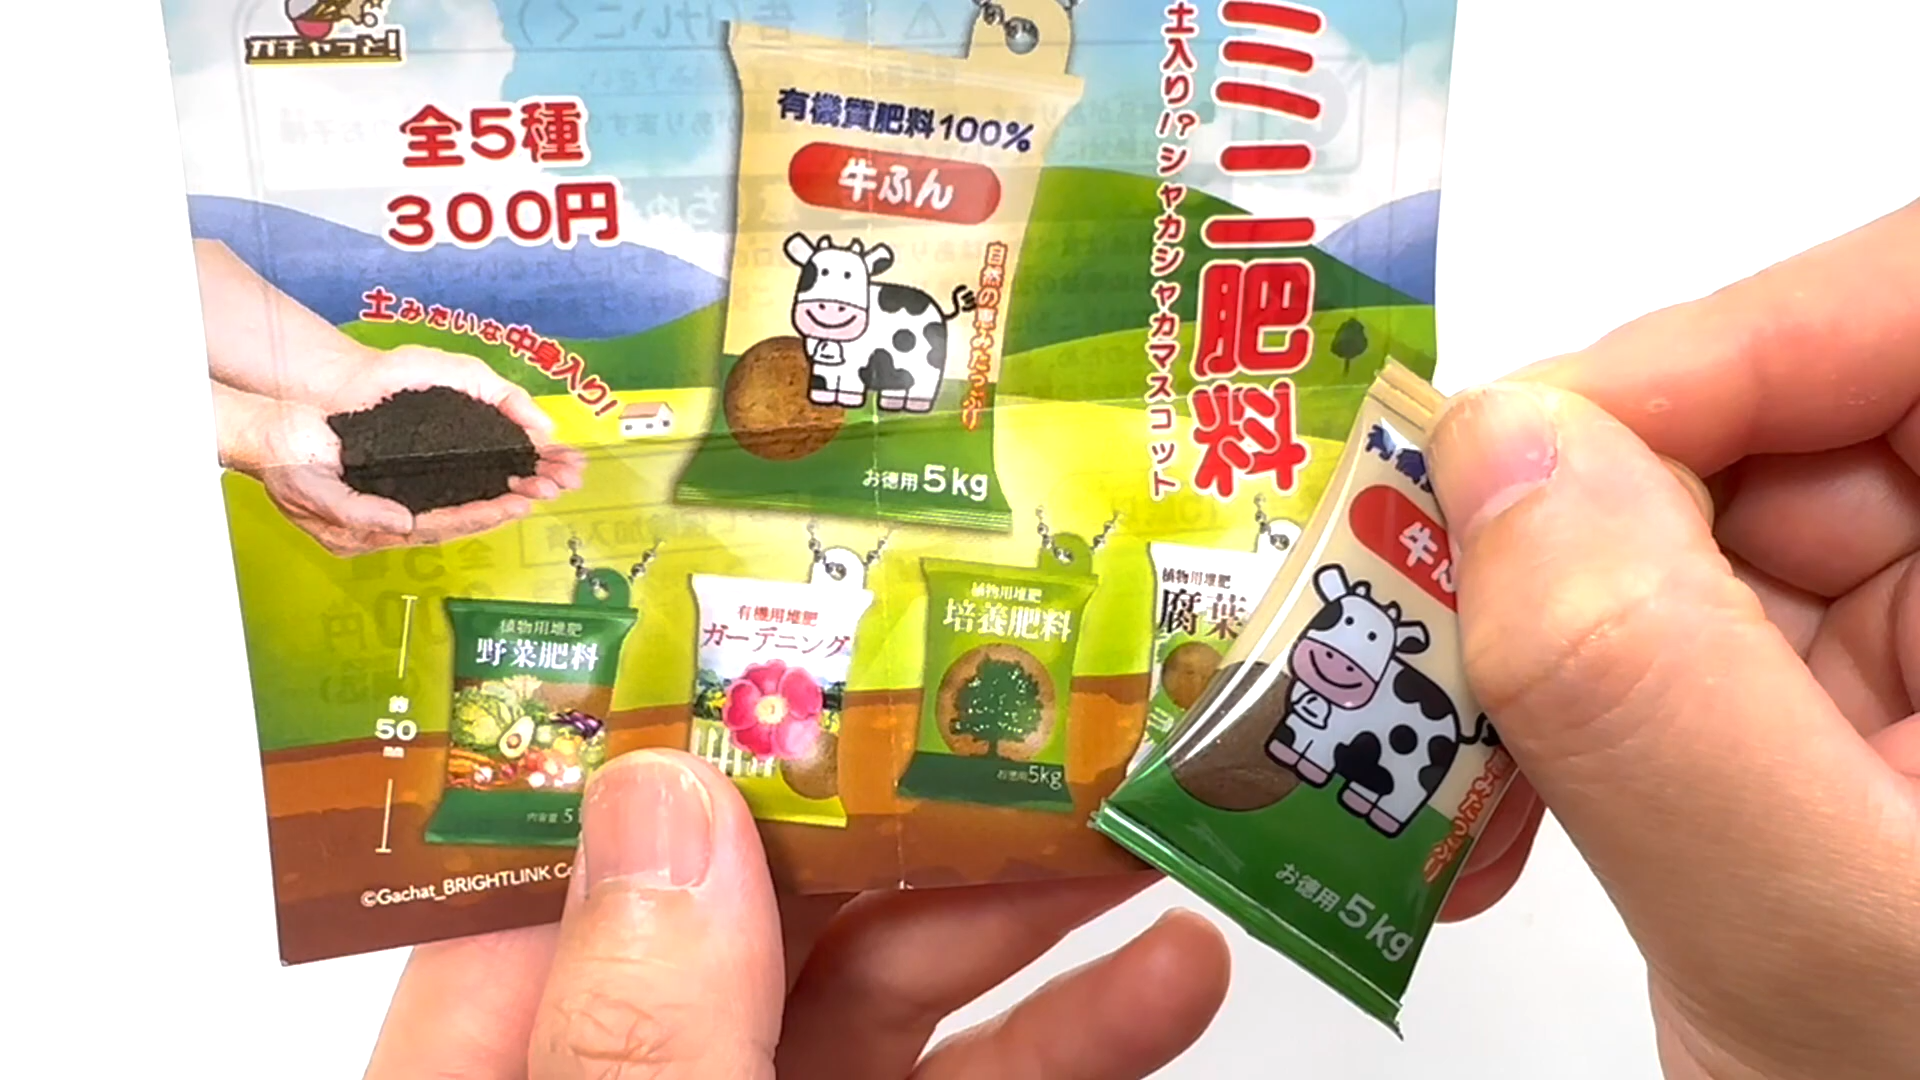 ガチャっと!
全5種
300円
土みたいな中身入り!
有機質肥料100%
牛ふん
自然の恵みたっぷり
お徳用5kg
ミニ肥料
土入り!?シャカシャカマスコット
約
50
植物用堆肥
野菜肥料
内容量 5
有機用堆肥
ガーデニング
植物用堆肥
培養肥料
お徳用5kg
植物用堆肥
腐葉
©Gachat_BRIGHTLINK
牛ふ
お徳用5kg